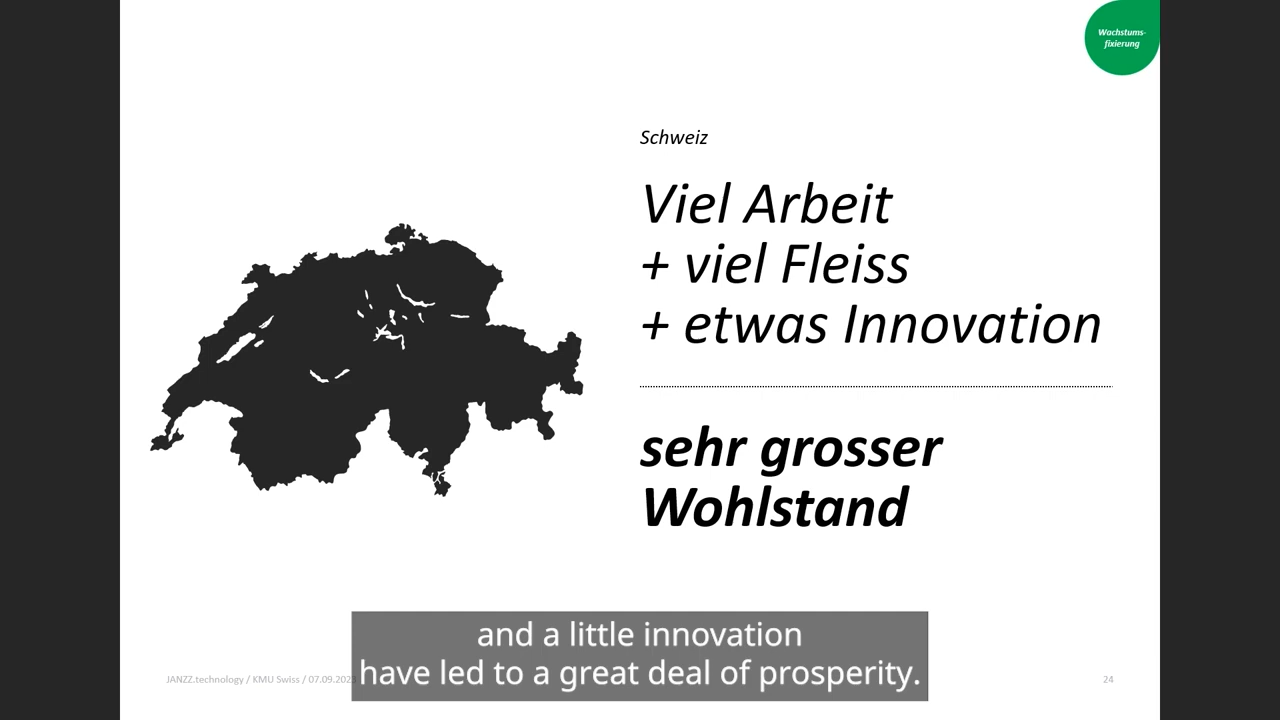 Wachstums-
fixierung
Schweiz
Viel Arbeit
+ viel Fleiss
+ etwas Innovation
sehr grosser
Wohlstand
and a little innovation
have led to a great deal of prosperity.
JANZZ.technology / KMU Swiss / 07.09.202
24